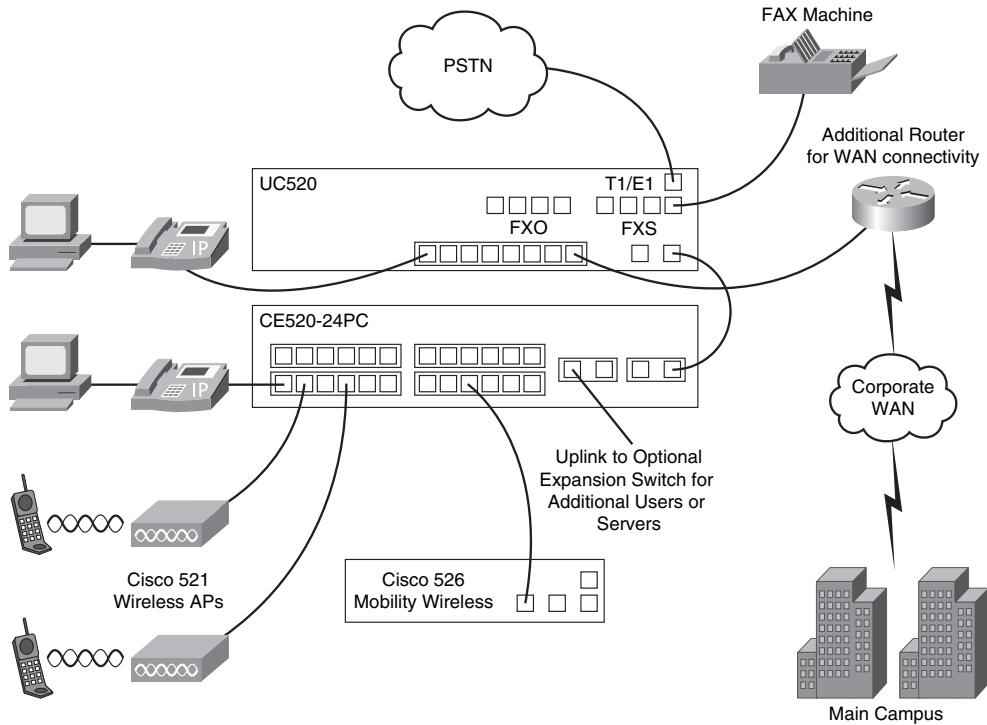 FAX Machine
PSTN
Additional Router
for WAN connectivity
UC520
T1/E1
FXO
FXS
IP
CE520-24PC
IP
Corporate
WAN
Uplink to Optional
Expansion Switch for
Additional Users or
Servers
Cisco 521
Wireless APs
Cisco 526
Mobility Wireless
Main Campus